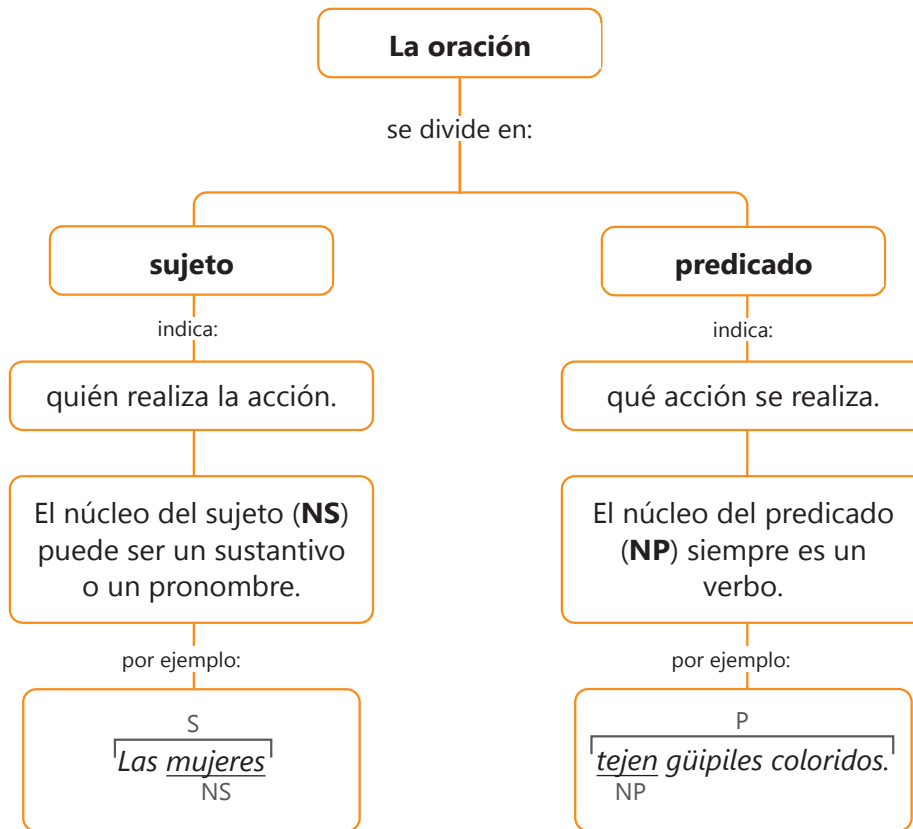 La oración
se divide en:
sujeto
indica:
quién realiza la acción.
El núcleo del sujeto (NS)
puede ser un sustantivo
o un pronombre.
por ejemplo:
S
Las mujeres
NS
predicado
indica:
qué acción se realiza.
El núcleo del predicado
(NP) siempre es un
verbo.
por ejemplo:
P
tejen güipiles coloridos.
NP